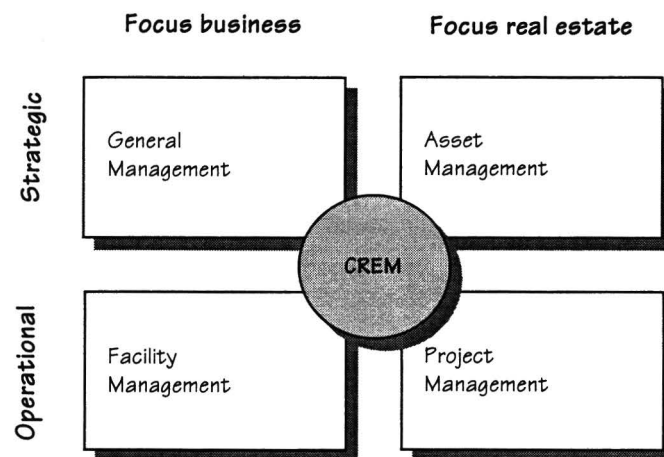 Focus business
Focus real estate
Strategic
General
Management
Asset
Management
CREM
Operational
Facility
Management
Project
Management